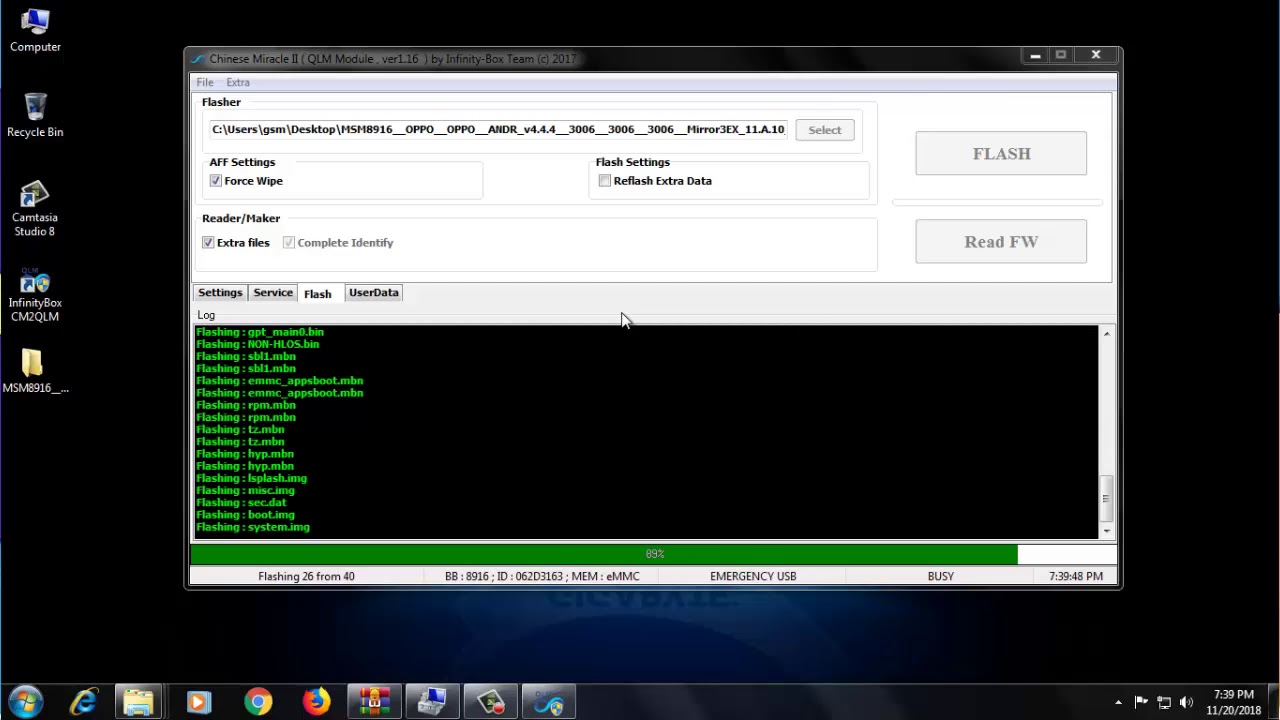 Computer
Recycle Bin
Camtasia
Studio 8
QLM
InfinityBox
CM2QLM
MSM8916__...
Chinese Miracle II ( QLM Module , ver1.16 ) by Infinity-Box Team (c) 2017
File Extra
Flasher
C:\Users\gsm\Desktop\MSM8916__OPPO__OPPO__ANDR_v4.4.4__3006__3006__3006__Mirror3EX_11.A.10_
Select
FLASH
AFF Settings
Force Wipe
Flash Settings
Reflash Extra Data
Reader/Maker
Extra files Complete Identify
Read FW
Settings Service Flash UserData
Log
Flashing : gpt_main0.bin
Flashing : NON-HLOS.bin
Flashing : sbl1.mbn
Flashing : sbl1.mbn
Flashing : emmc_appsboot.mbn
Flashing : emmc_appsboot.mbn
Flashing : rpm.mbn
Flashing : rpm.mbn
Flashing : tz.mbn
Flashing : tz.mbn
Flashing : hyp.mbn
Flashing : hyp.mbn
Flashing : lsplash.img
Flashing : misc.img
Flashing : sec.dat
Flashing : boot.img
Flashing : system.img
89%
Flashing 26 from 40 BB : 8916 ; ID : 062D3163 ; MEM : eMMC EMERGENCY USB BUSY 7:39:48 PM
7:39 PM
11/20/2018